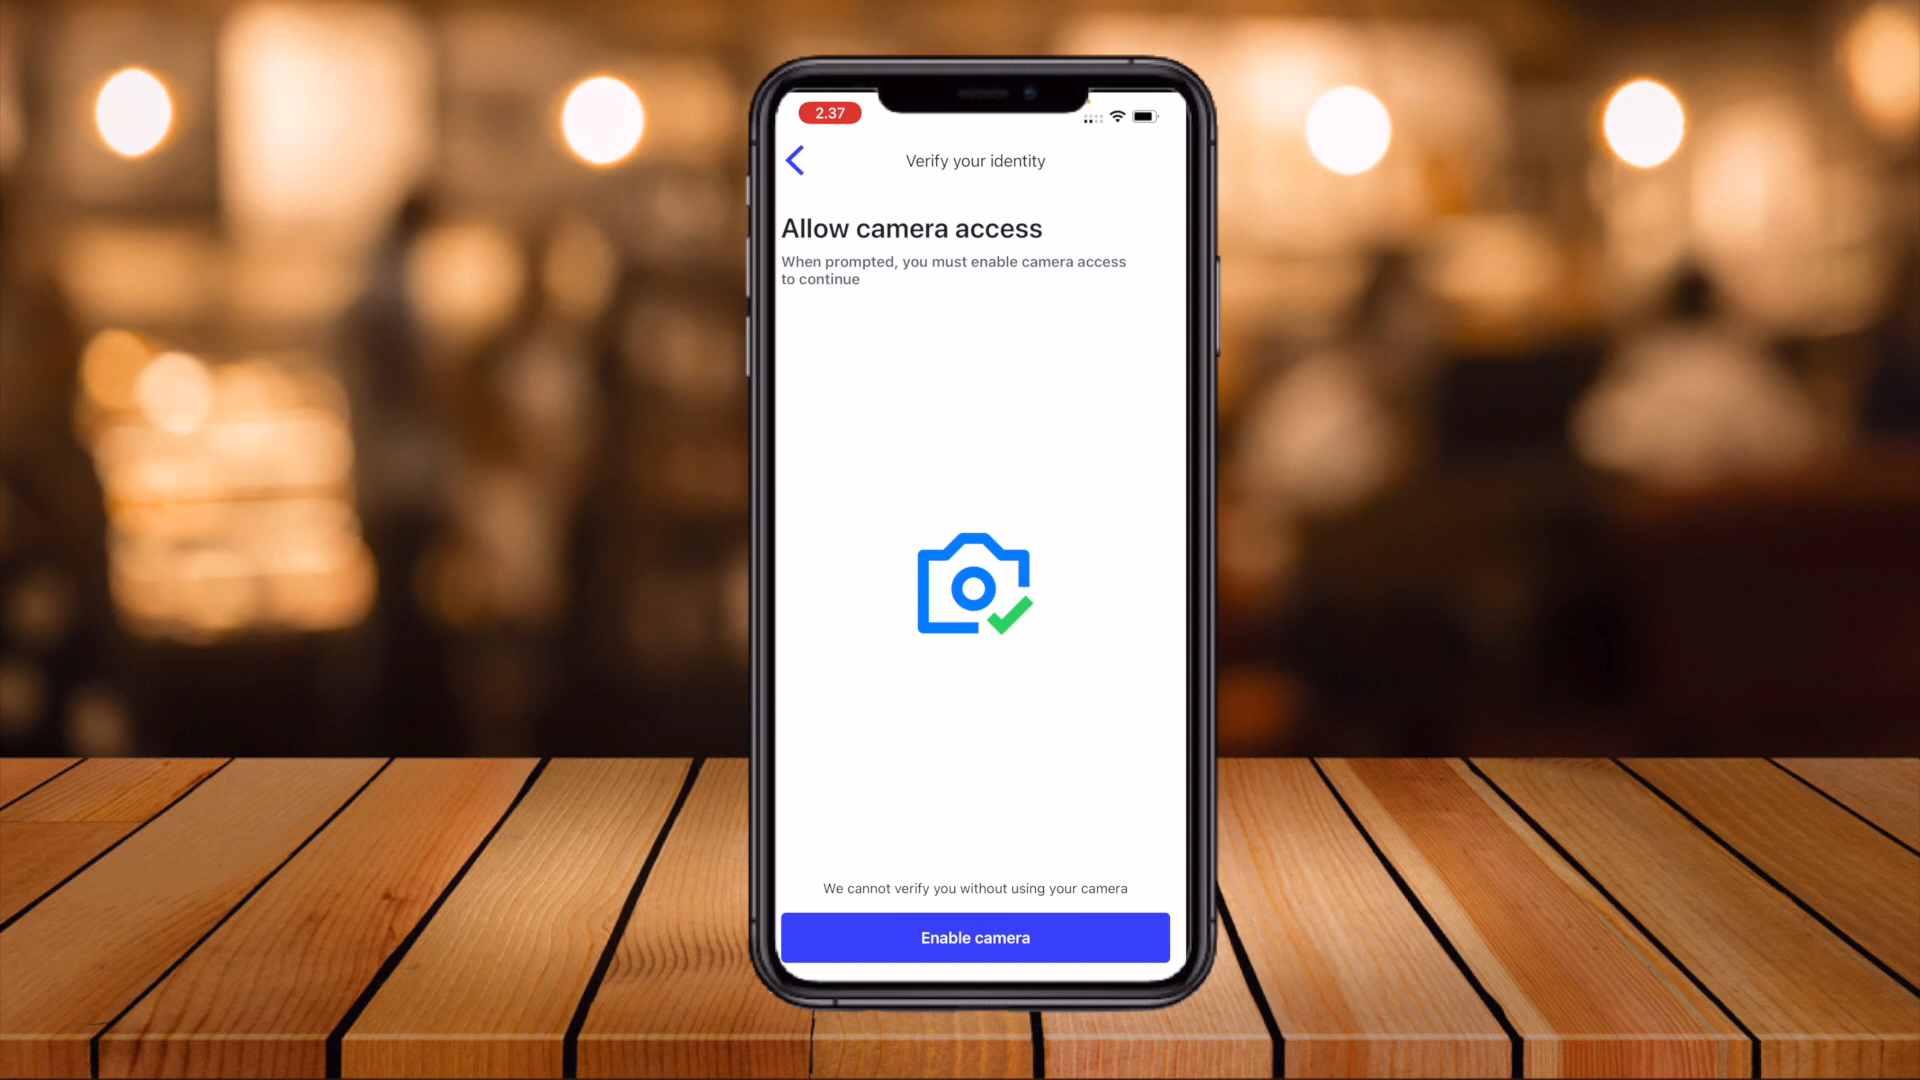 2.37
Verify your identity
Allow camera access
When prompted, you must enable camera access
to continue
We cannot verify you without using your camera
Enable camera